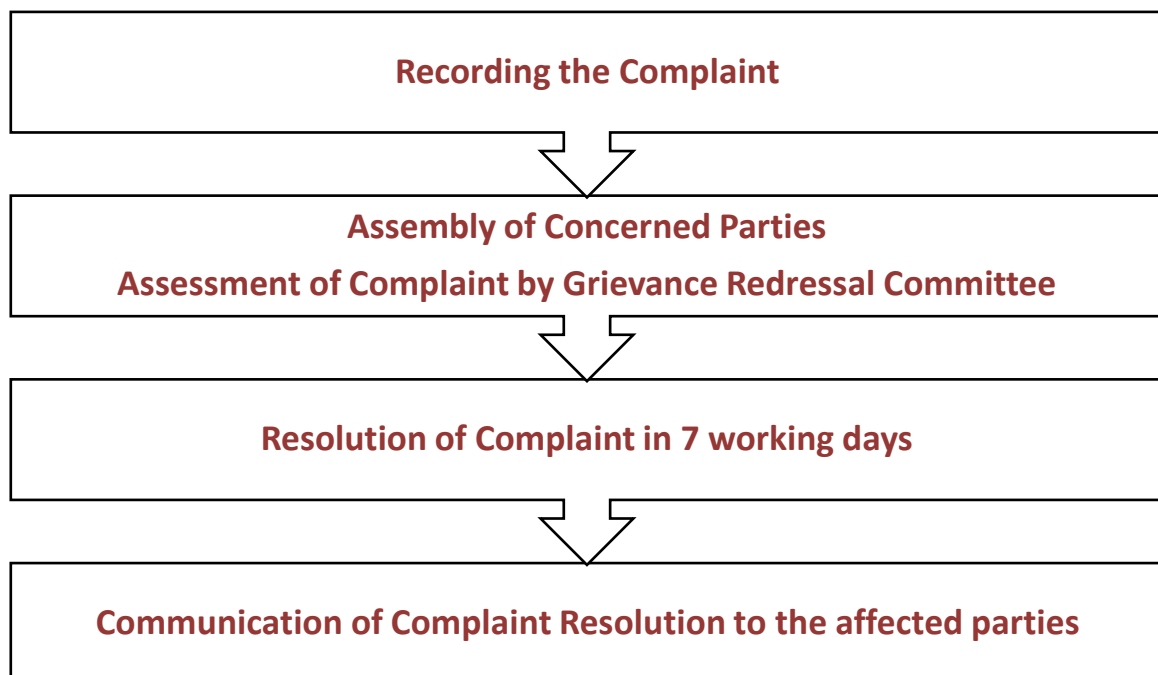 Recording the Complaint
Assembly of Concerned Parties
Assessment of Complaint by Grievance Redressal Committee
Resolution of Complaint in 7 working days
Communication of Complaint Resolution to the affected parties